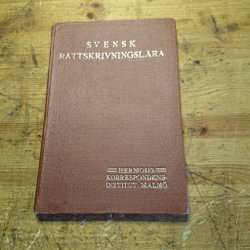 SVENSK
RÄTTSKRIVNINGSLÄRA
HERMODS
KORRESPONDENS-
INSTITUT, MALMÖ